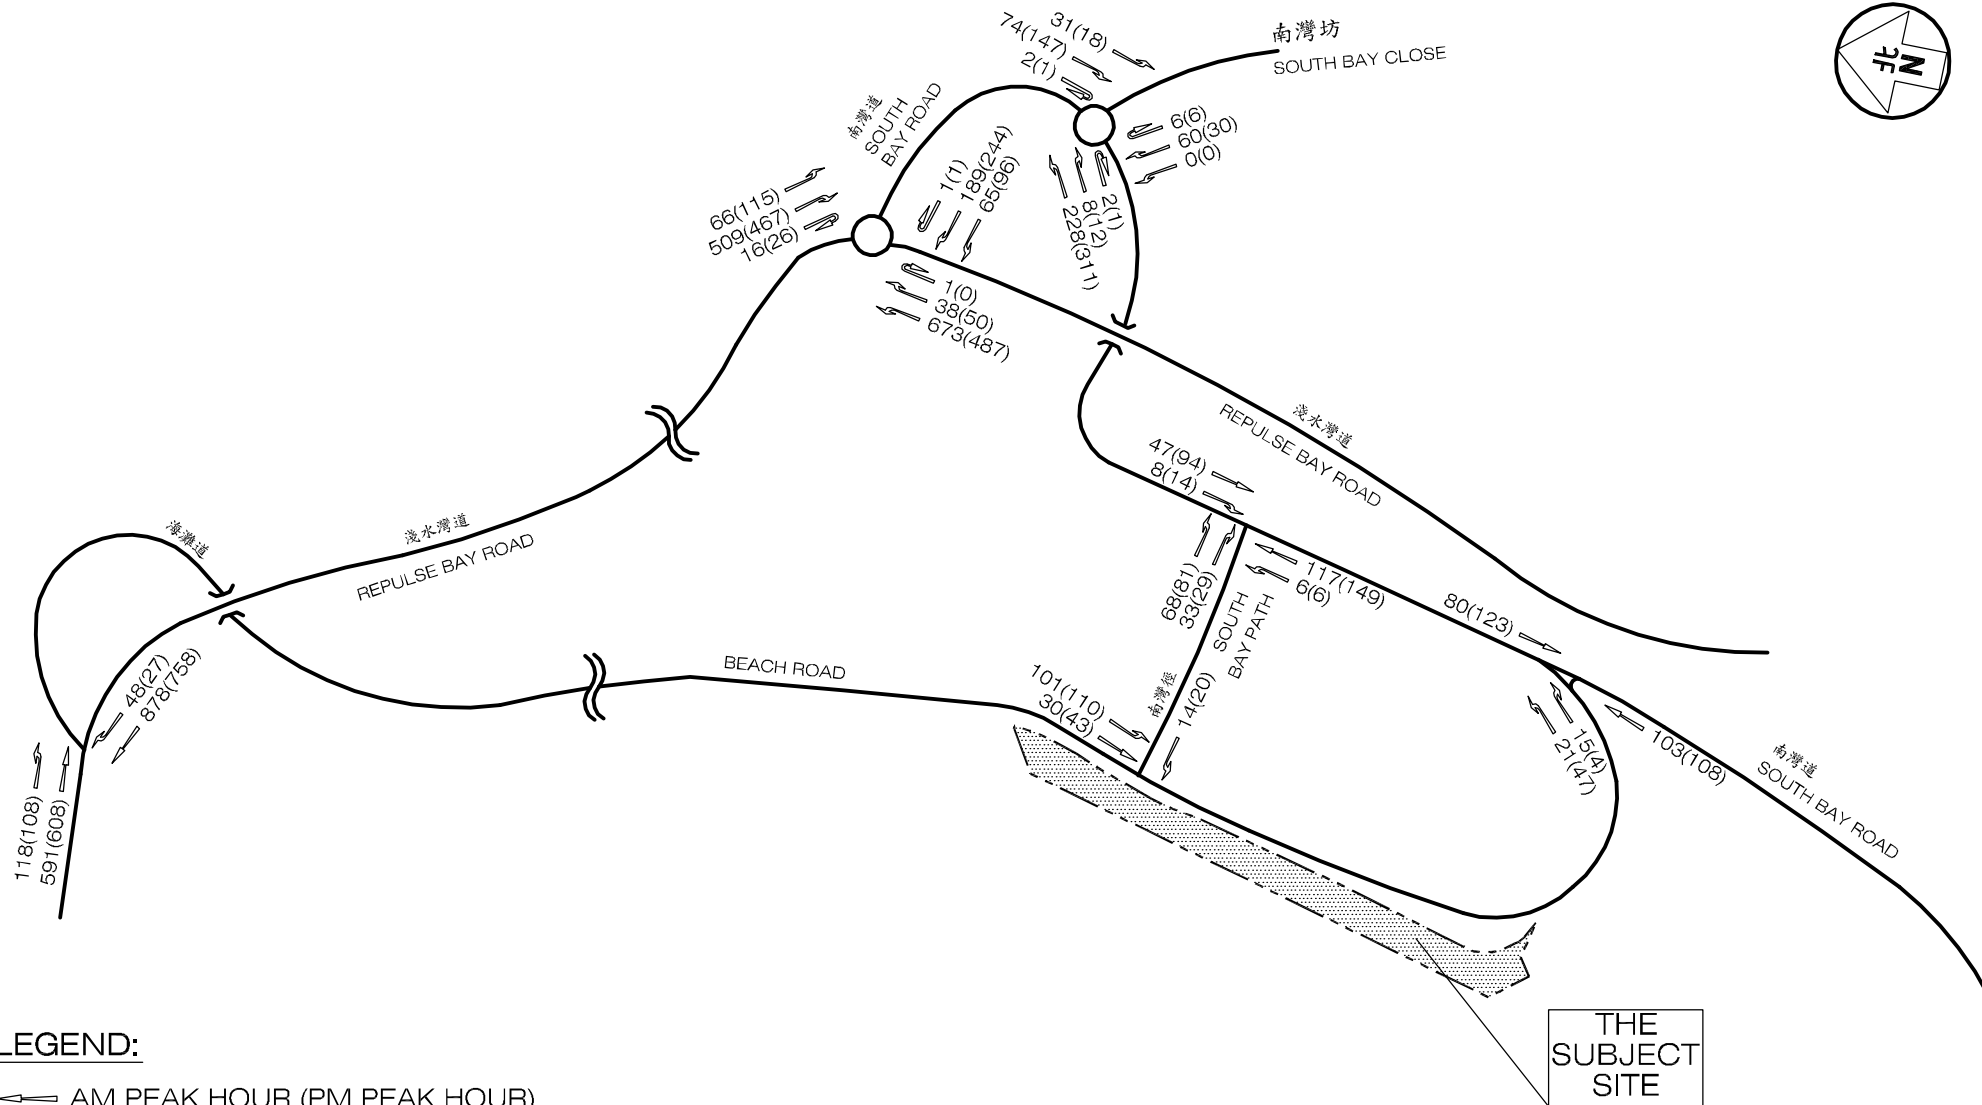 31(18)
74(147)
2(1)
南灣坊
SOUTH BAY CLOSE
北
N
南灣道
SOUTH
BAY ROAD
6(6)
60(30)
0(0)
1(1)
189(244)
65(96)
2(1)
8(12)
228(311)
66(115)
509(467)
16(26)
1(0)
38(50)
673(487)
淺水灣道
REPULSE BAY ROAD
47(94)
8(14)
海灘道
淺水灣道
REPULSE BAY ROAD
68(81)
33(29)
117(149)
6(6)
SOUTH
BAY PATH
南灣徑
80(123)
48(27)
878(758)
BEACH ROAD
101(110)
30(43)
14(20)
15(4)
21(47)
103(108)
南灣道
SOUTH BAY ROAD
118(108)
591(608)
THE
SUBJECT
SITE
LEGEND:
AM PEAK HOUR (PM PEAK HOUR)